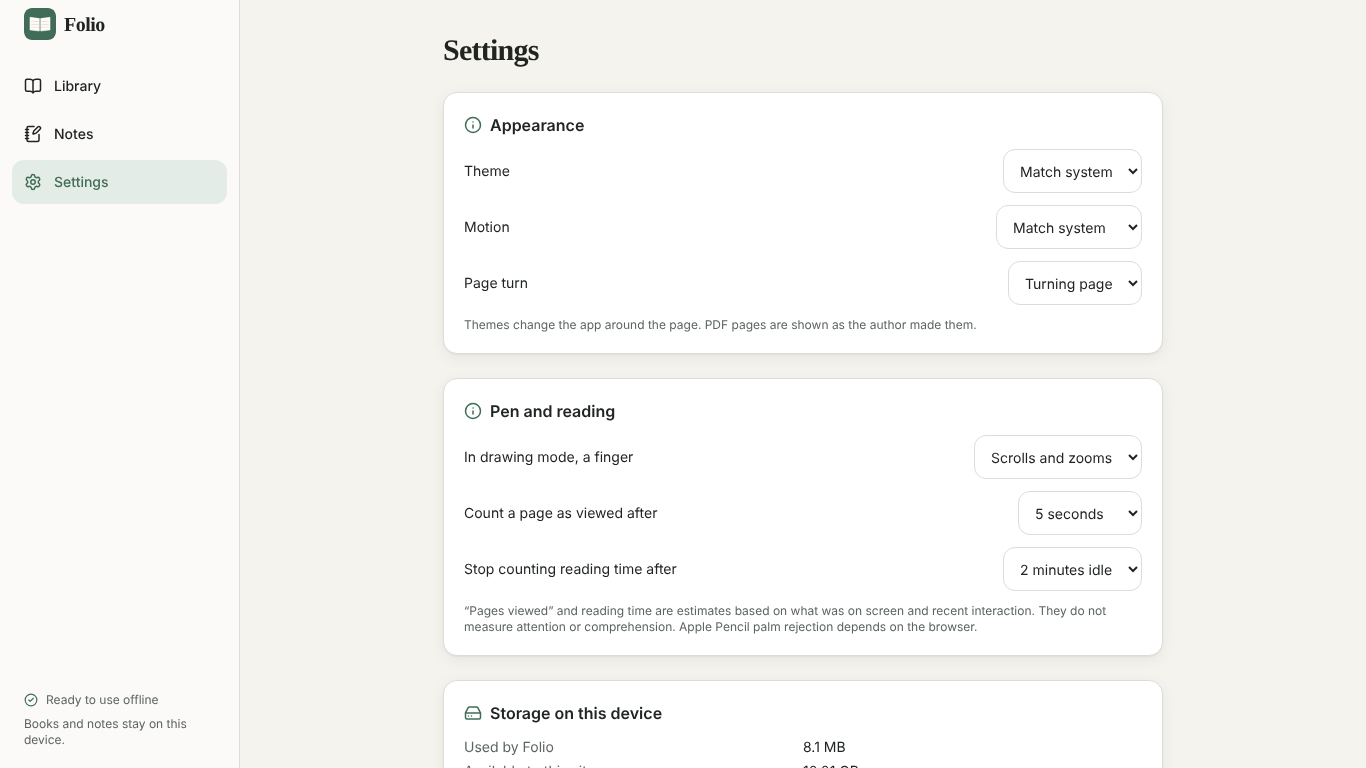 Folio
Library
Notes
Settings
Ready to use offline
Books and notes stay on this
device.
Settings
Appearance
Theme
Match system
Motion
Match system
Page turn
Turning page
Themes change the app around the page. PDF pages are shown as the author made them.
Pen and reading
In drawing mode, a finger
Scrolls and zooms
Count a page as viewed after
5 seconds
Stop counting reading time after
2 minutes idle
“Pages viewed” and reading time are estimates based on what was on screen and recent interaction. They do not
measure attention or comprehension. Apple Pencil palm rejection depends on the browser.
Storage on this device
Used by Folio
8.1 MB